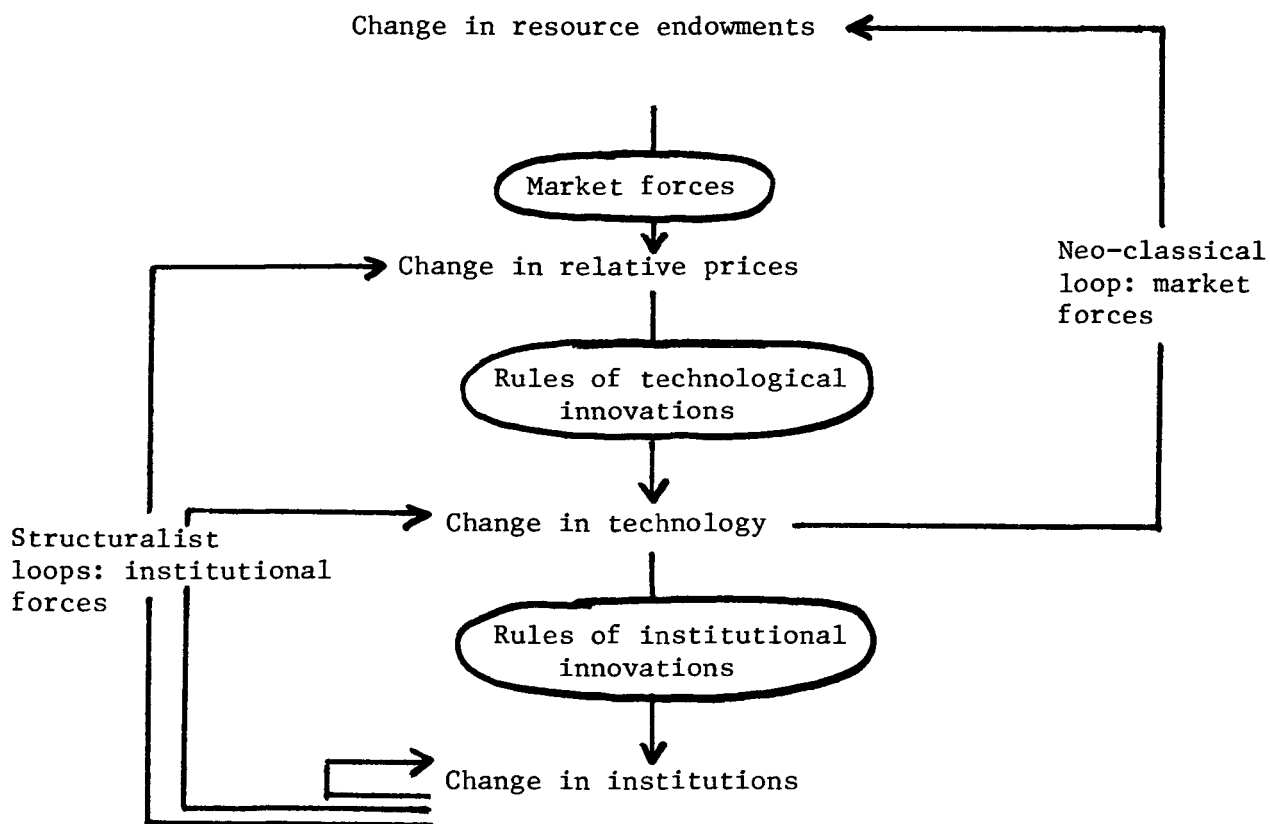 Change in resource endowments
Market forces
Change in relative prices
Neo-classical
loop: market
forces
Rules of technological
innovations
Change in technology
Structuralist
loops: institutional
forces
Rules of institutional
innovations
Change in institutions